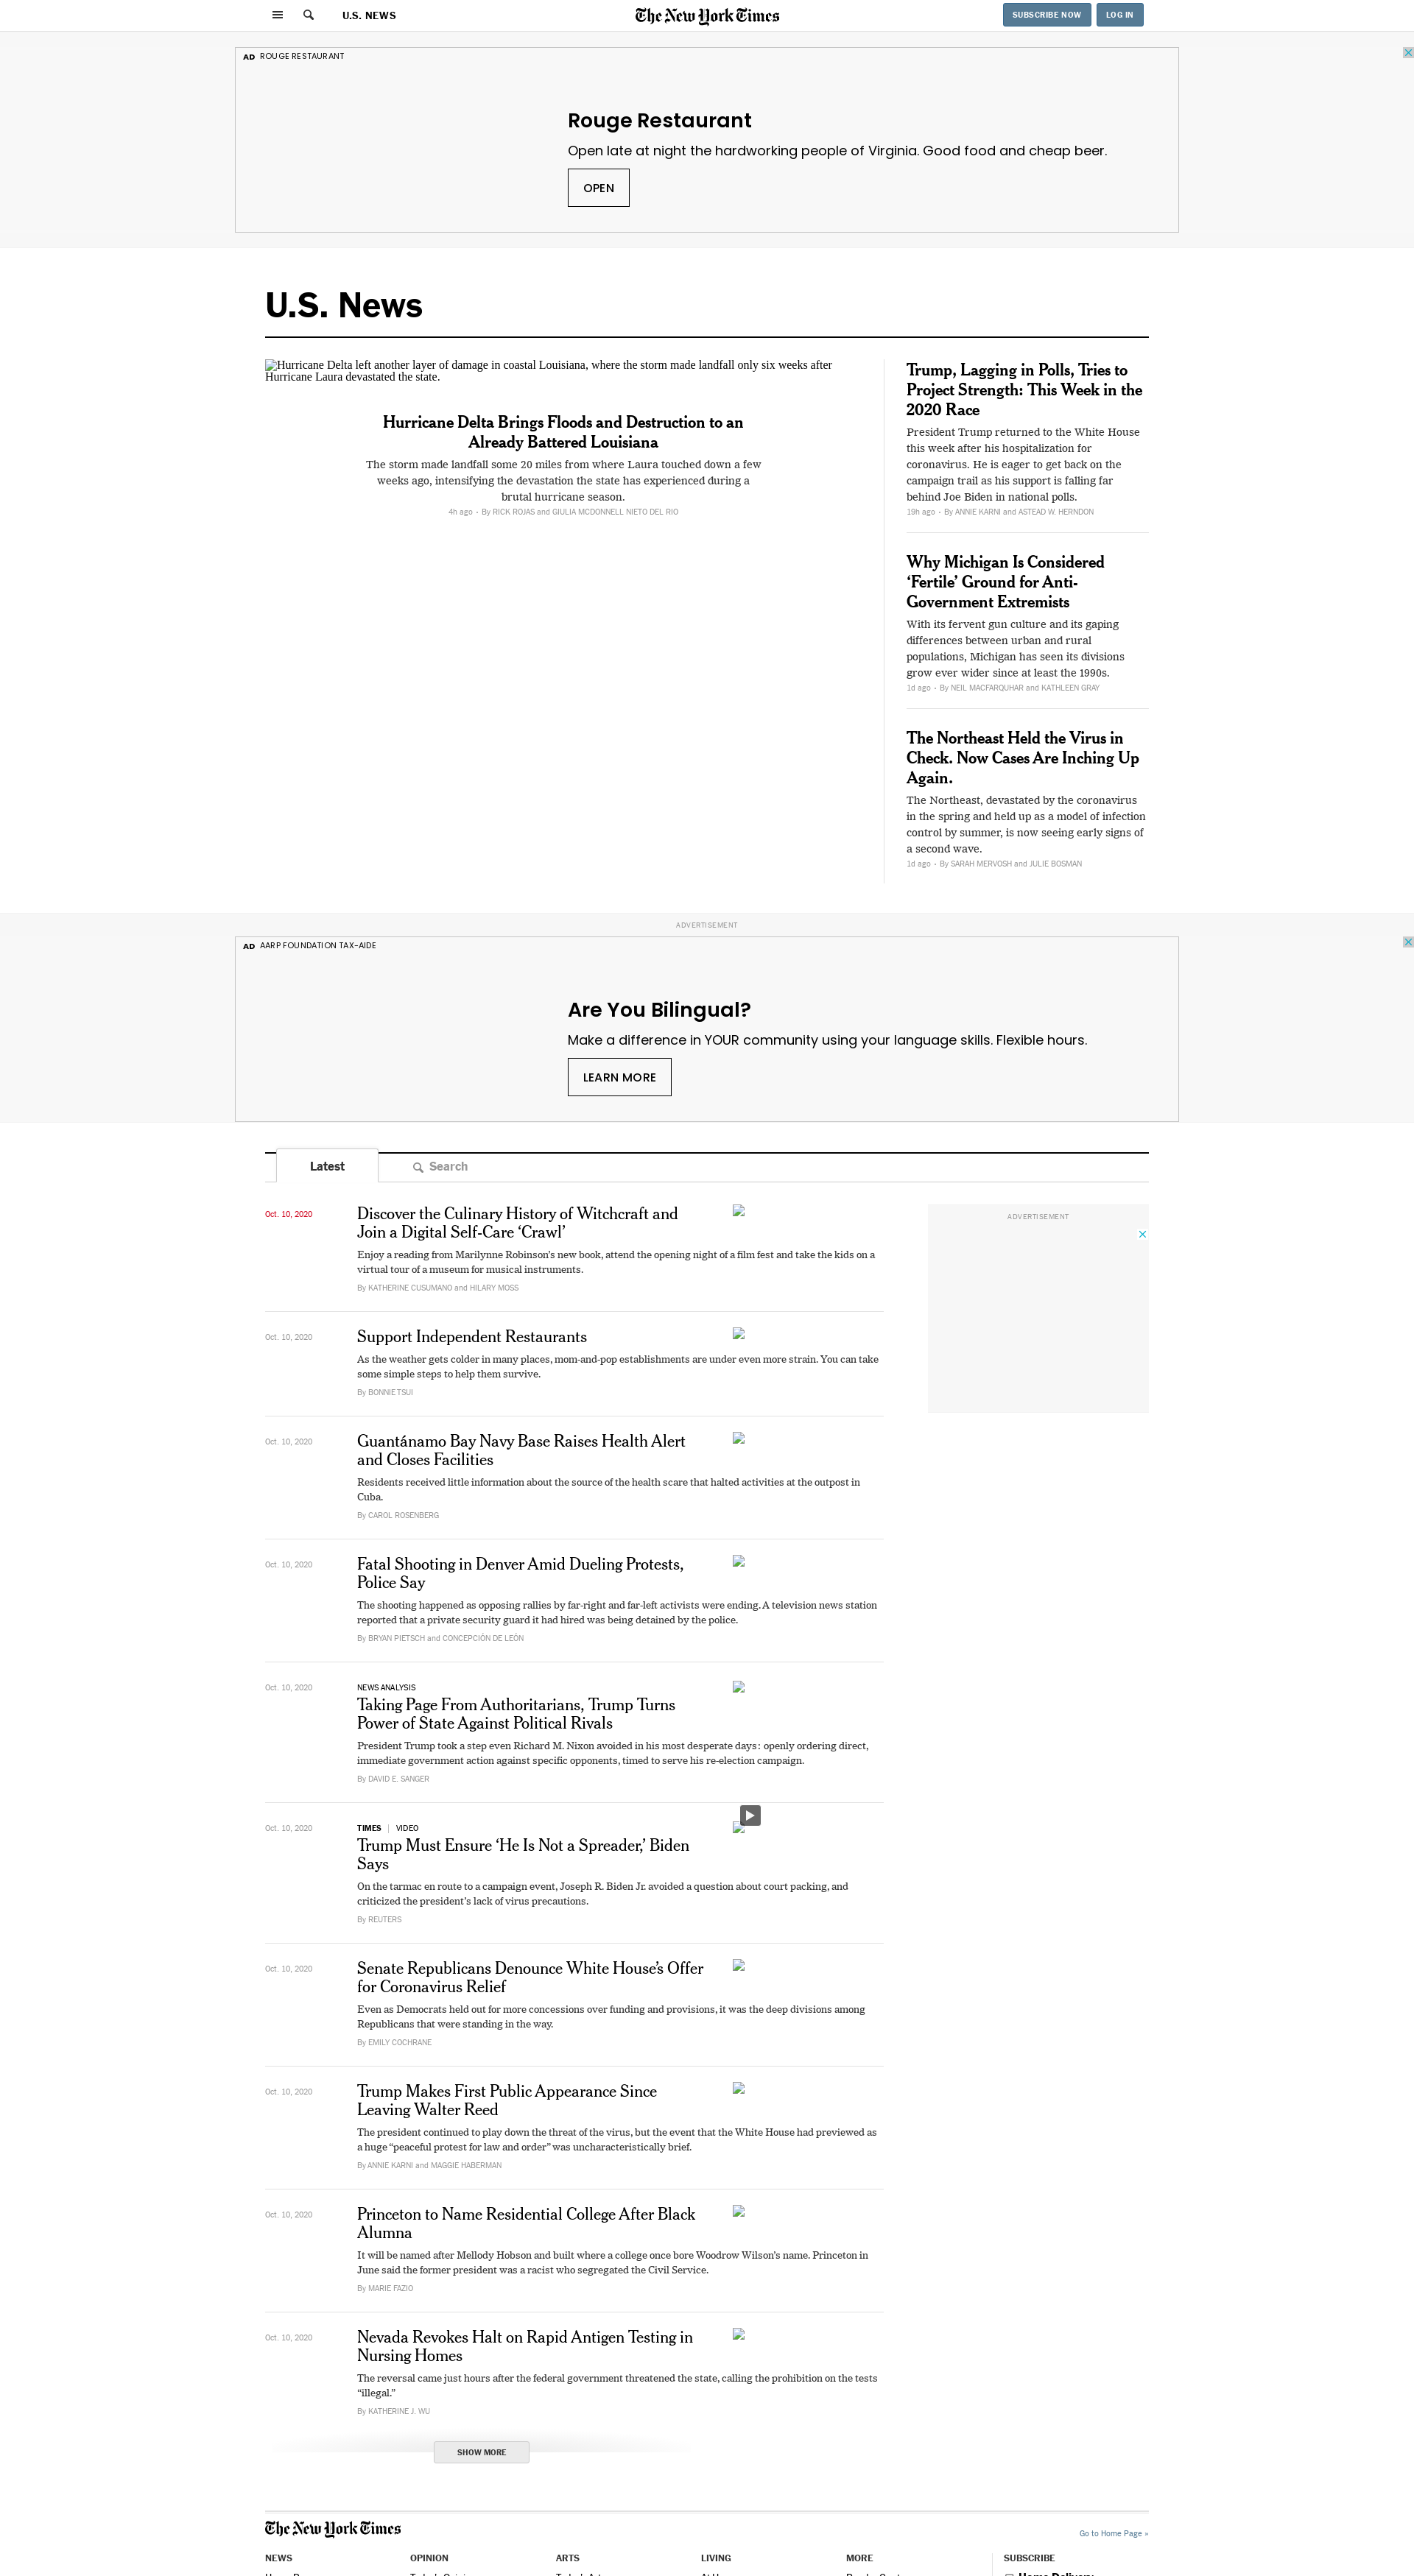 U.S. NEWS
The New York Times
SUBSCRIBE NOW
LOG IN
AD ROUGE RESTAURANT
Rouge Restaurant
Open late at night the hardworking people of Virginia. Good food and cheap beer.
OPEN
U.S. News
Hurricane Delta left another layer of damage in coastal Louisiana, where the storm made landfall only six weeks after
Hurricane Laura devastated the state.
Hurricane Delta Brings Floods and Destruction to an
Already Battered Louisiana
The storm made landfall some 20 miles from where Laura touched down a few
weeks ago, intensifying the devastation the state has experienced during a
brutal hurricane season.
4h ago • By RICK ROJAS and GIULIA MCDONNELL NIETO DEL RIO
Trump, Lagging in Polls, Tries to
Project Strength: This Week in the
2020 Race
President Trump returned to the White House
this week after his hospitalization for
coronavirus. He is eager to get back on the
campaign trail as his support is falling far
behind Joe Biden in national polls.
19h ago • By ANNIE KARNI and ASTEAD W. HERNDON
Why Michigan Is Considered
‘Fertile’ Ground for Anti-
Government Extremists
With its fervent gun culture and its gaping
differences between urban and rural
populations, Michigan has seen its divisions
grow ever wider since at least the 1990s.
1d ago • By NEIL MACFARQUHAR and KATHLEEN GRAY
The Northeast Held the Virus in
Check. Now Cases Are Inching Up
Again.
The Northeast, devastated by the coronavirus
in the spring and held up as a model of infection
control by summer, is now seeing early signs of
a second wave.
1d ago • By SARAH MERVOSH and JULIE BOSMAN
ADVERTISEMENT
AD AARP FOUNDATION TAX-AIDE
Are You Bilingual?
Make a difference in YOUR community using your language skills. Flexible hours.
LEARN MORE
Latest
Search
ADVERTISEMENT
Oct. 10, 2020
Discover the Culinary History of Witchcraft and
Join a Digital Self-Care ‘Crawl’
Enjoy a reading from Marilynne Robinson’s new book, attend the opening night of a film fest and take the kids on a
virtual tour of a museum for musical instruments.
By KATHERINE CUSUMANO and HILARY MOSS
Oct. 10, 2020
Support Independent Restaurants
As the weather gets colder in many places, mom-and-pop establishments are under even more strain. You can take
some simple steps to help them survive.
By BONNIE TSUI
Oct. 10, 2020
Guantánamo Bay Navy Base Raises Health Alert
and Closes Facilities
Residents received little information about the source of the health scare that halted activities at the outpost in
Cuba.
By CAROL ROSENBERG
Oct. 10, 2020
Fatal Shooting in Denver Amid Dueling Protests,
Police Say
The shooting happened as opposing rallies by far-right and far-left activists were ending. A television news station
reported that a private security guard it had hired was being detained by the police.
By BRYAN PIETSCH and CONCEPCIÓN DE LEÓN
Oct. 10, 2020
NEWS ANALYSIS
Taking Page From Authoritarians, Trump Turns
Power of State Against Political Rivals
President Trump took a step even Richard M. Nixon avoided in his most desperate days: openly ordering direct,
immediate government action against specific opponents, timed to serve his re-election campaign.
By DAVID E. SANGER
Oct. 10, 2020
TIMES | VIDEO
Trump Must Ensure ‘He Is Not a Spreader,’ Biden
Says
On the tarmac en route to a campaign event, Joseph R. Biden Jr. avoided a question about court packing, and
criticized the president’s lack of virus precautions.
By REUTERS
Oct. 10, 2020
Senate Republicans Denounce White House’s Offer
for Coronavirus Relief
Even as Democrats held out for more concessions over funding and provisions, it was the deep divisions among
Republicans that were standing in the way.
By EMILY COCHRANE
Oct. 10, 2020
Trump Makes First Public Appearance Since
Leaving Walter Reed
The president continued to play down the threat of the virus, but the event that the White House had previewed as
a huge “peaceful protest for law and order” was uncharacteristically brief.
By ANNIE KARNI and MAGGIE HABERMAN
Oct. 10, 2020
Princeton to Name Residential College After Black
Alumna
It will be named after Mellody Hobson and built where a college once bore Woodrow Wilson’s name. Princeton in
June said the former president was a racist who segregated the Civil Service.
By MARIE FAZIO
Oct. 10, 2020
Nevada Revokes Halt on Rapid Antigen Testing in
Nursing Homes
The reversal came just hours after the federal government threatened the state, calling the prohibition on the tests
“illegal.”
By KATHERINE J. WU
SHOW MORE
The New York Times
Go to Home Page »
NEWS
OPINION
ARTS
LIVING
MORE
SUBSCRIBE